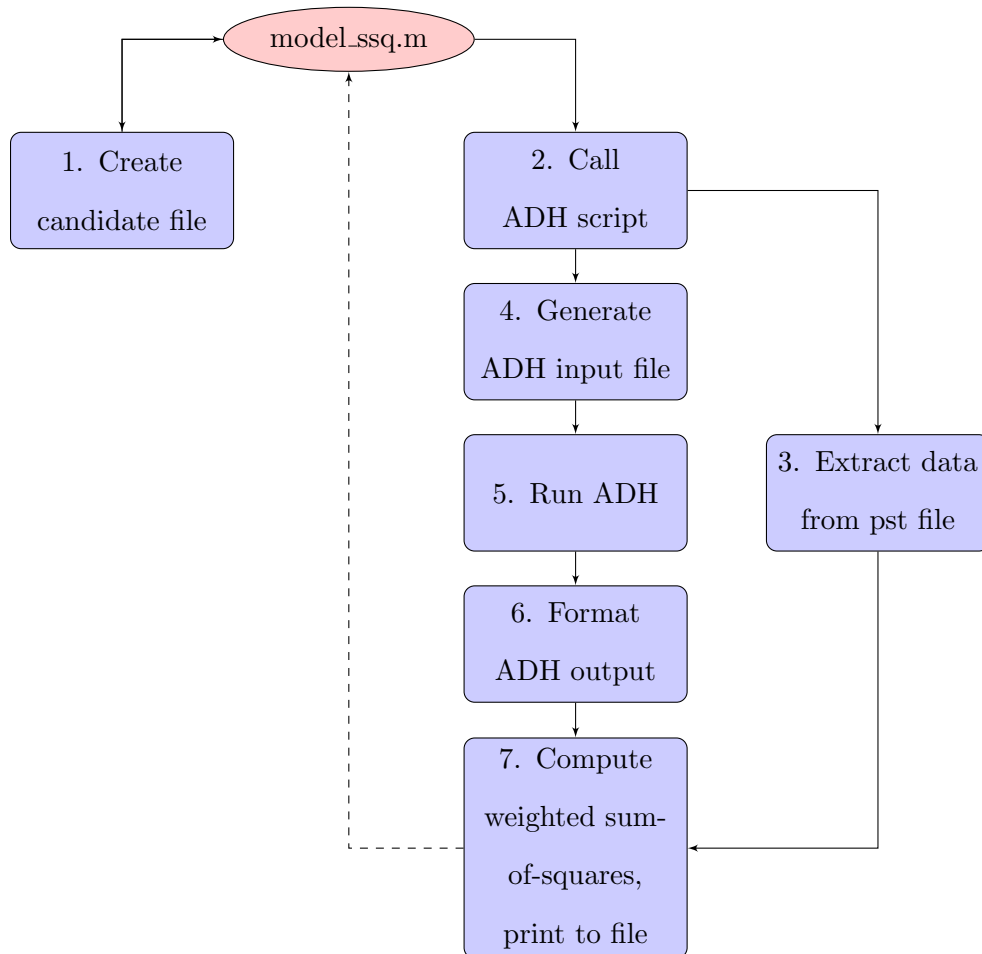 model_ssq.m
1. Create
candidate file
2. Call
ADH script
4. Generate
ADH input file
3. Extract data
from pst file
5. Run ADH
6. Format
ADH output
7. Compute
weighted sum-
of-squares,
print to file